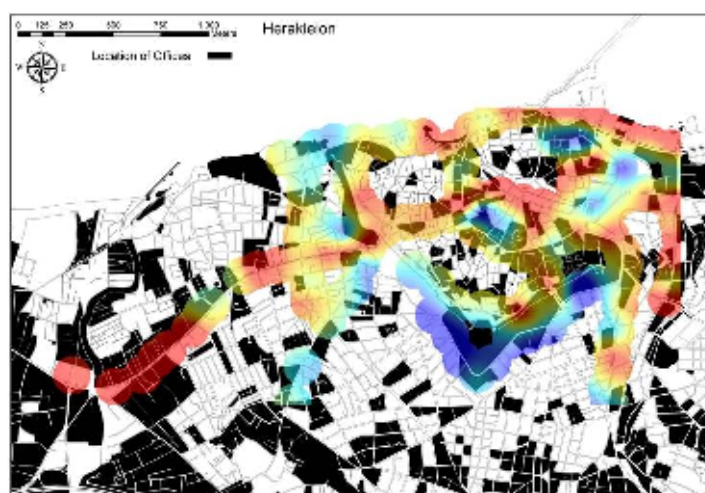 0 125 250 500 750 1.000
Meters
Herakleion
Location of Offices
N
W E
S